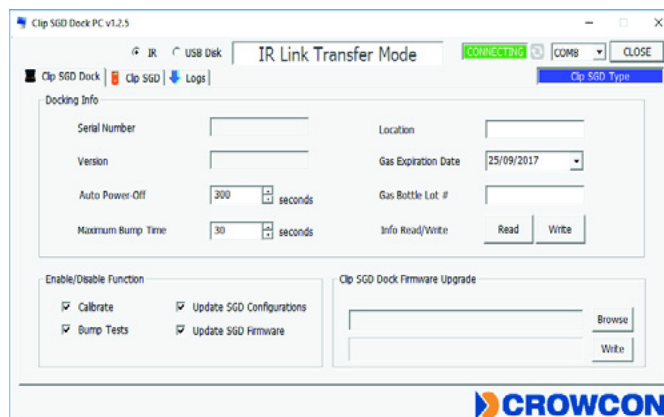 Clip SGD Dock PC v1.2.5
IR USB Disk IR Link Transfer Mode CONNECTING COM8 CLOSE
Clip SGD Dock Clip SGD Logs Clip SGD Type
Docking Info
Serial Number Location
Version Gas Expiration Date 25/09/2017
Auto Power-Off 300 seconds Gas Bottle Lot #
Maximum Bump Time 30 seconds Info Read/Write Read Write
Enable/Disable Function Clip SGD Dock Firmware Upgrade
Calibrate Update SGD Configurations
Browse
Bump Tests Update SGD Firmware
Write
CROWCON